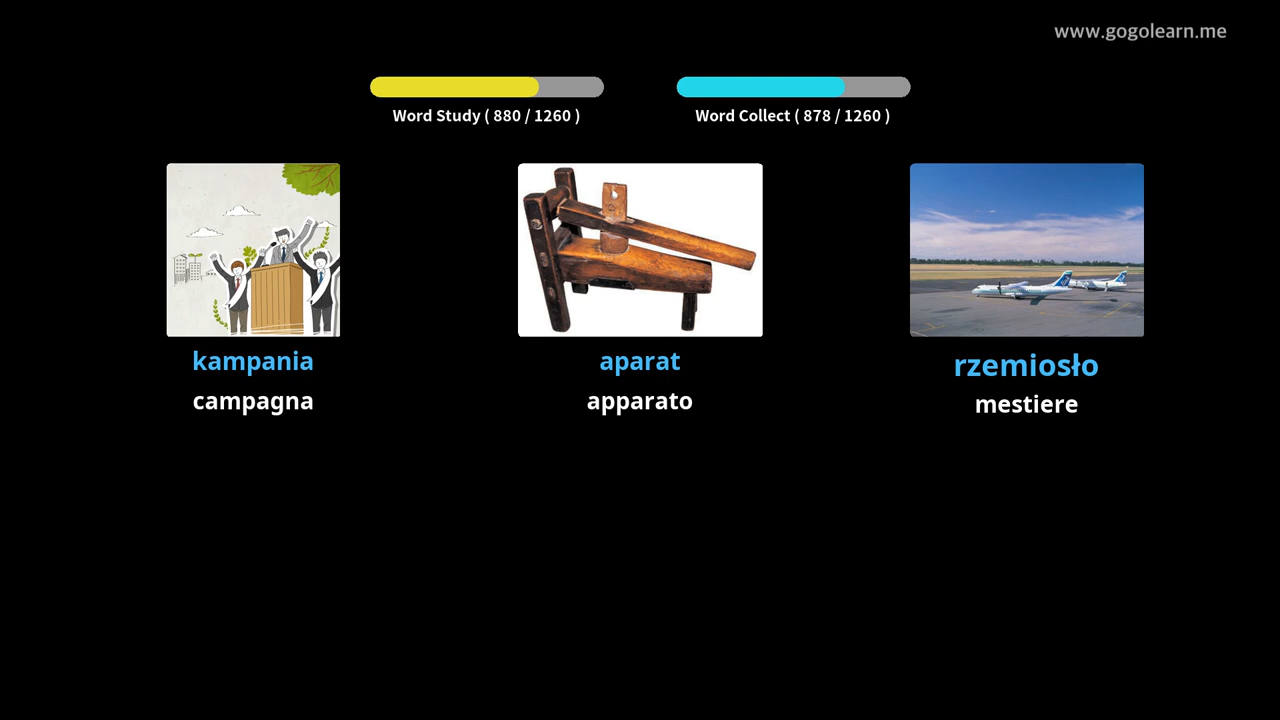 www.gogolearn.me
Word Study ( 880 / 1260 )
Word Collect ( 878 / 1260 )
kampania
campagna
aparat
apparato
rzemiosło
mestiere